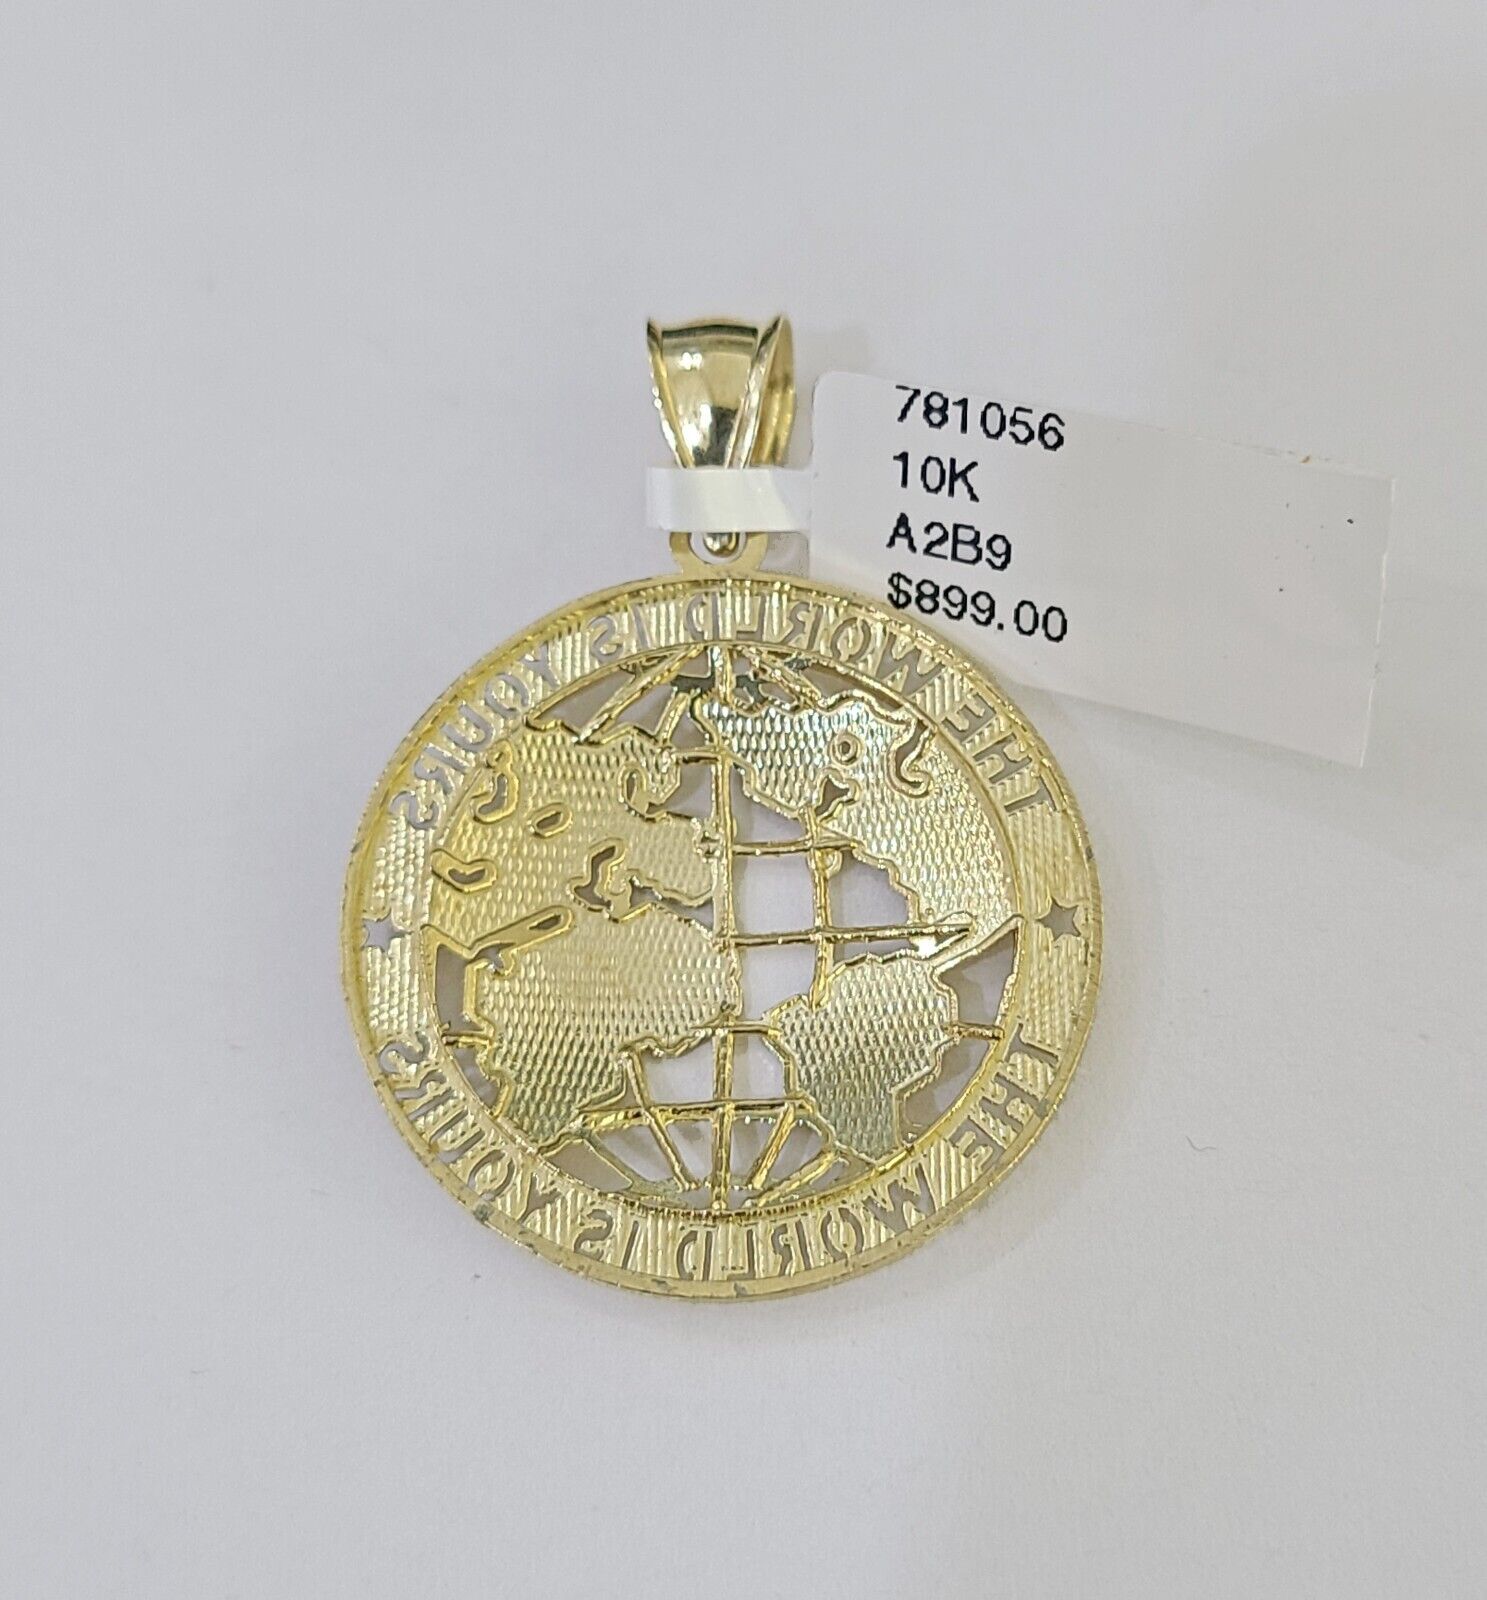 781056
10K
A2B9
$899.00
THE WORLD IS YOURS
THE WORLD IS YOURS